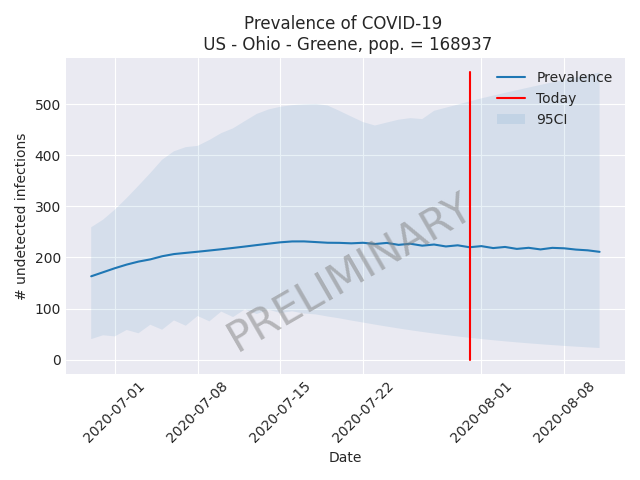 Prevalence of COVID-19
US - Ohio - Greene, pop. = 168937
Prevalence
Today
95CI
# undetected infections
500
400
300
200
100
0
PRELIMINARY
2020-07-01
2020-07-08
2020-07-15
2020-07-22
2020-08-01
2020-08-08
Date